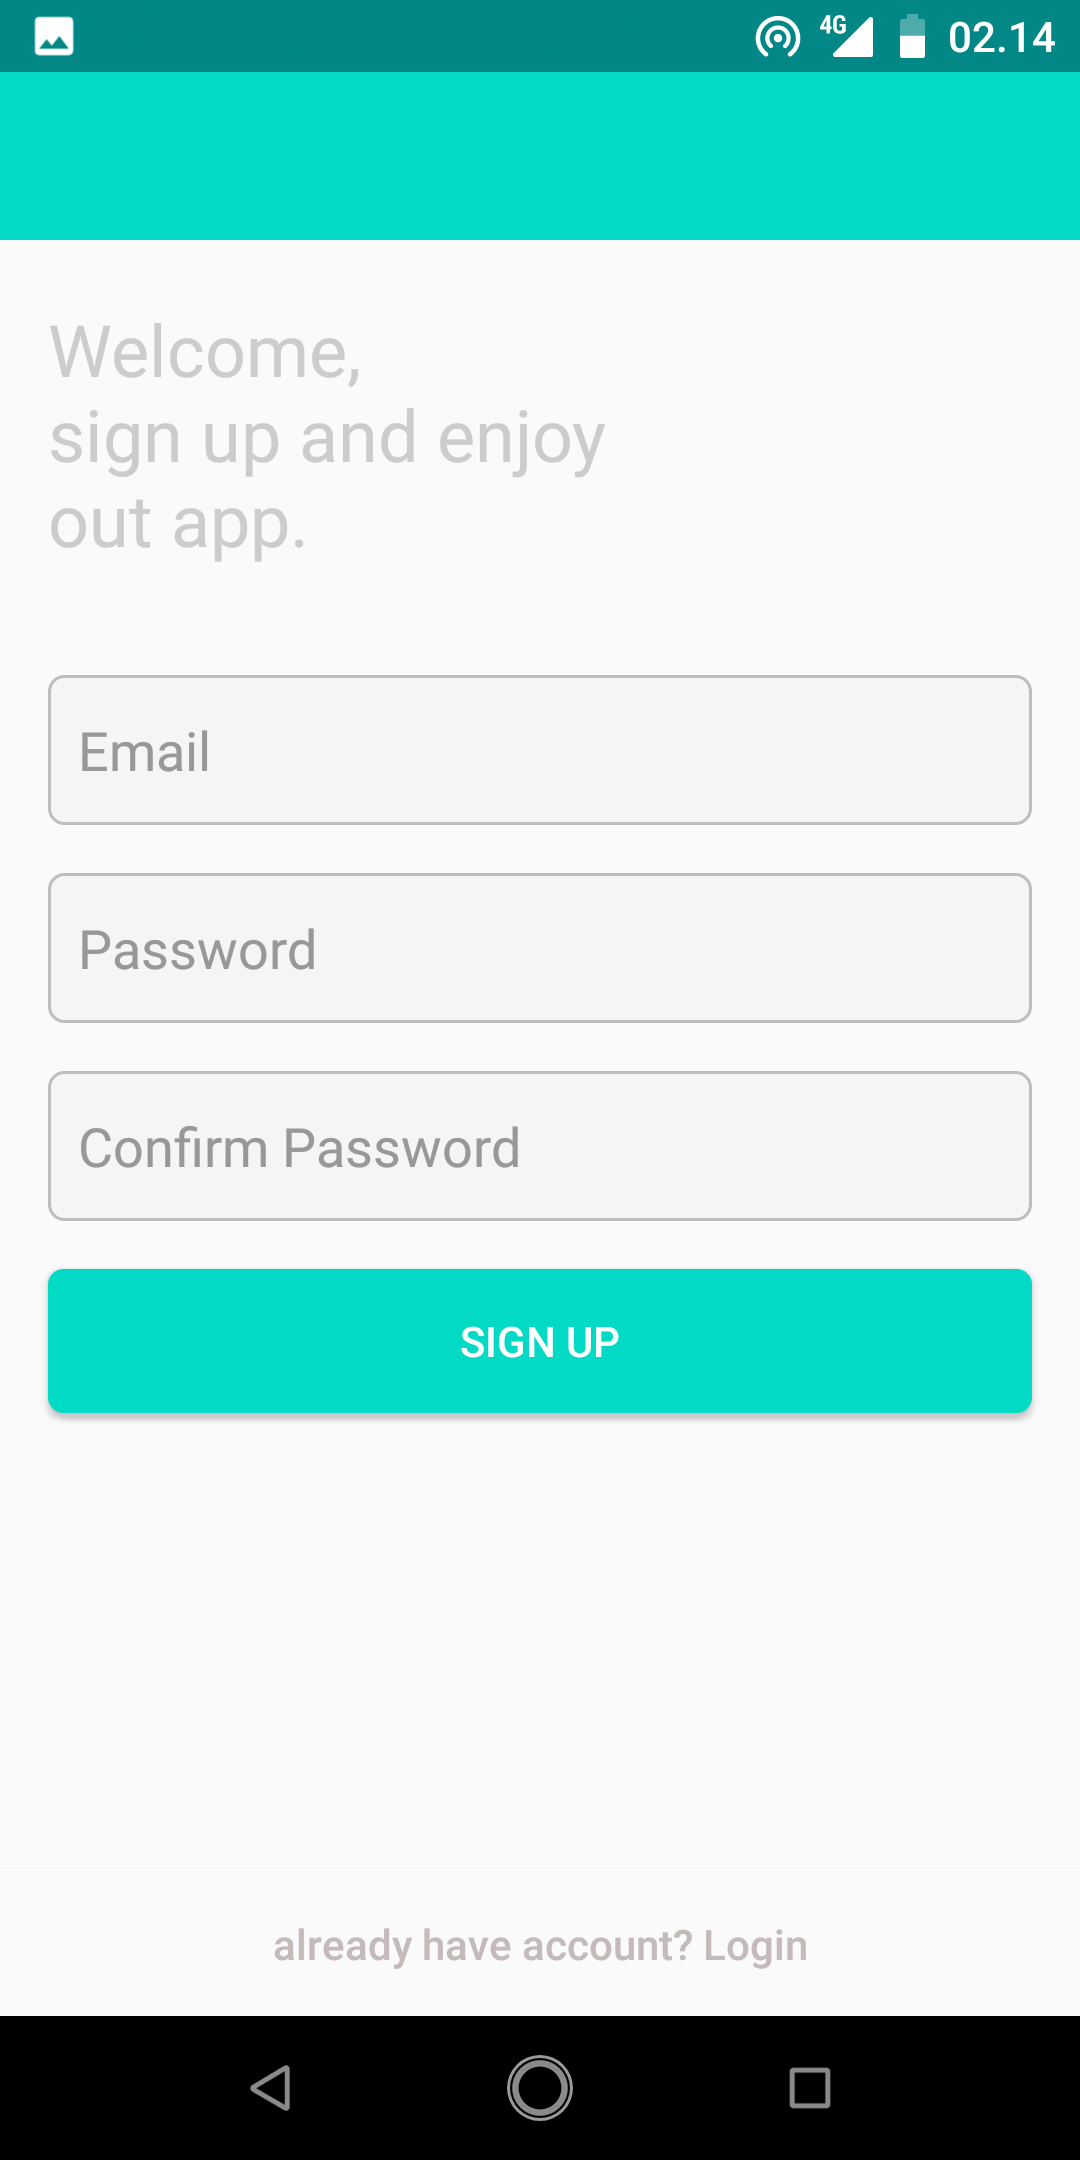 4G 02.14
Welcome,
sign up and enjoy
out app.
Email
Password
Confirm Password
SIGN UP
already have account? Login